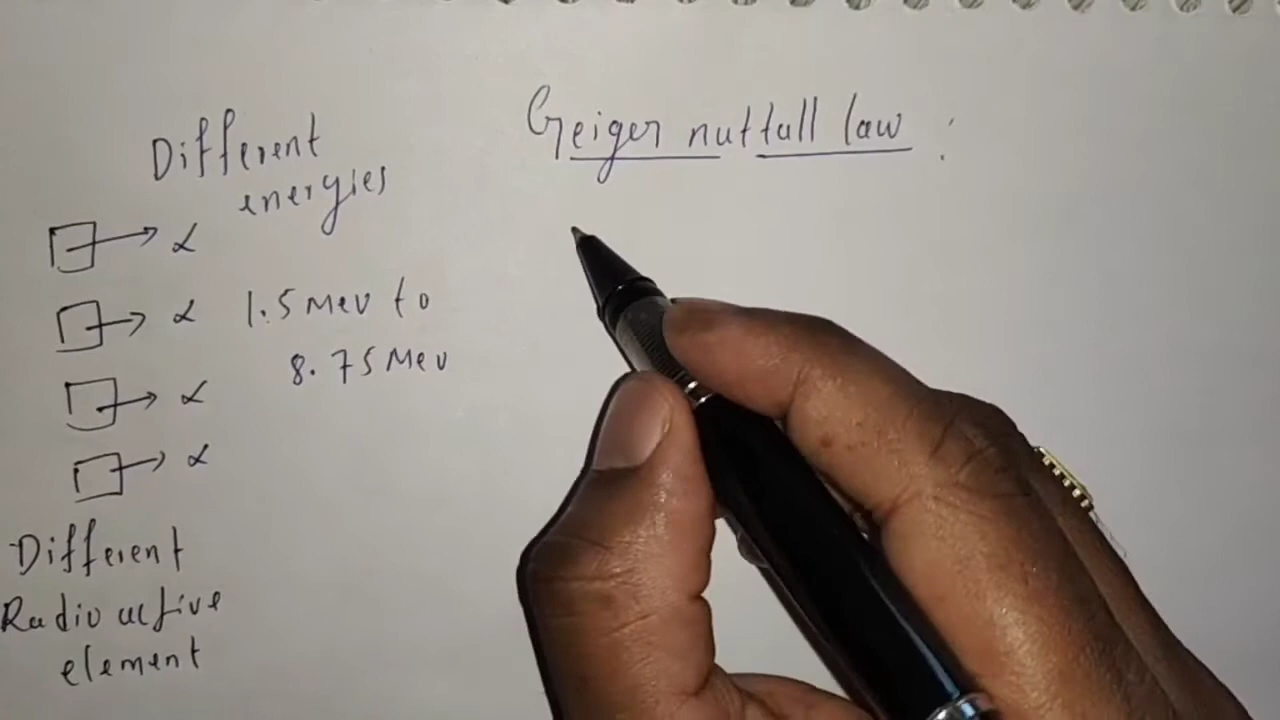 Geiger nuttall law :
Different
energies
α
α 1.5 Mev to
8.75 Mev
α
α
Different
Radio active
element